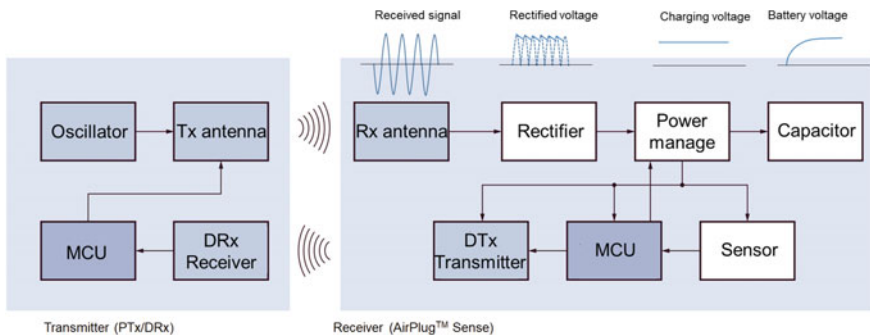 Received signal
Rectified voltage
Charging voltage
Battery voltage
Oscillator
Tx antenna
Rx antenna
Rectifier
Power
manage
Capacitor
MCU
DRx
Receiver
DTx
Transmitter
MCU
Sensor
Transmitter (PTx/DRx)
Receiver (AirPlug™ Sense)